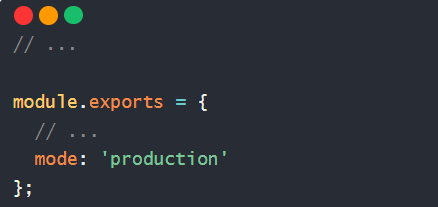 // ...
module.exports = {
  // ...
  mode: 'production'
};